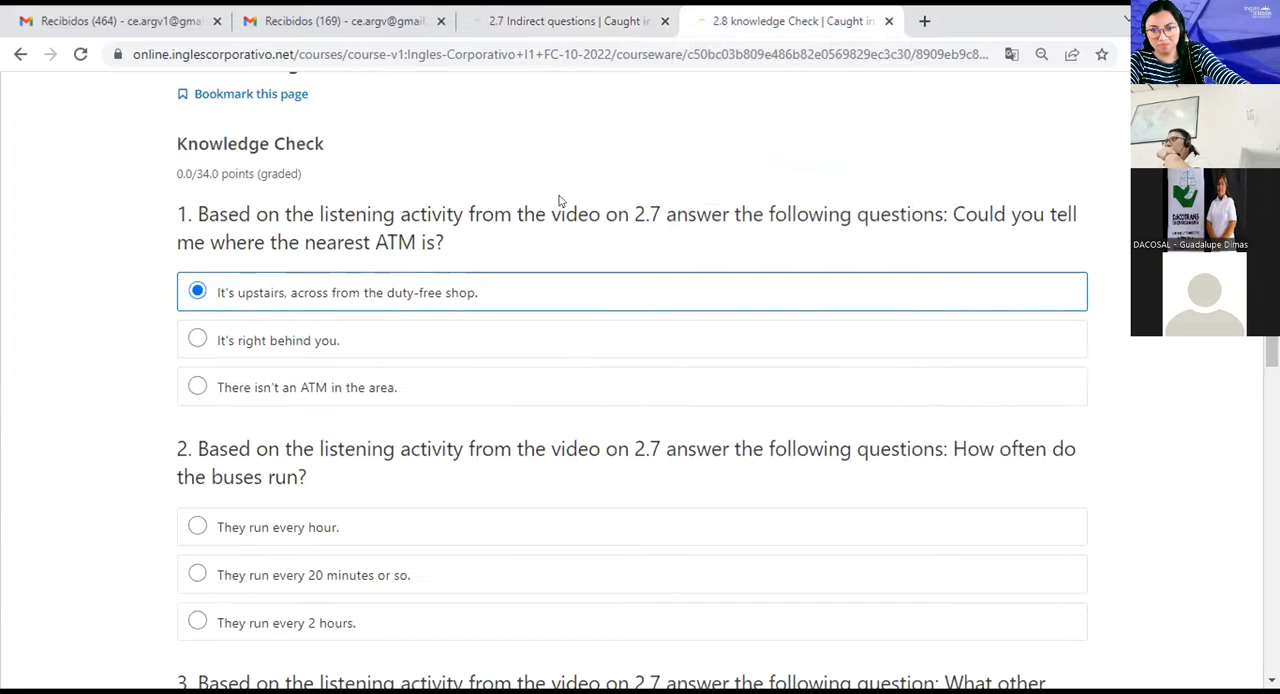 Recibidos (464) - ce.argv1@gma
Recibidos (169) - ce.argv@gmail.
2.7 Indirect questions | Caught in
2.8 knowledge Check | Caught in
online.inglescorporativo.net/courses/course-v1:Ingles-Corporativo+I1+FC-10-2022/courseware/c50bc03b809e486b82e0569829ec3c30/8909eb9c8...
Bookmark this page
Knowledge Check
0.0/34.0 points (graded)
1. Based on the listening activity from the video on 2.7 answer the following questions: Could you tell
me where the nearest ATM is?
It's upstairs, across from the duty-free shop.
It's right behind you.
There isn't an ATM in the area.
2. Based on the listening activity from the video on 2.7 answer the following questions: How often do
the buses run?
They run every hour.
They run every 20 minutes or so.
They run every 2 hours.
3. Based on the listening activity from the video on 2.7 answer the following question: What other
DACOTRANS
DACOSAL - Guadalupe Dimas